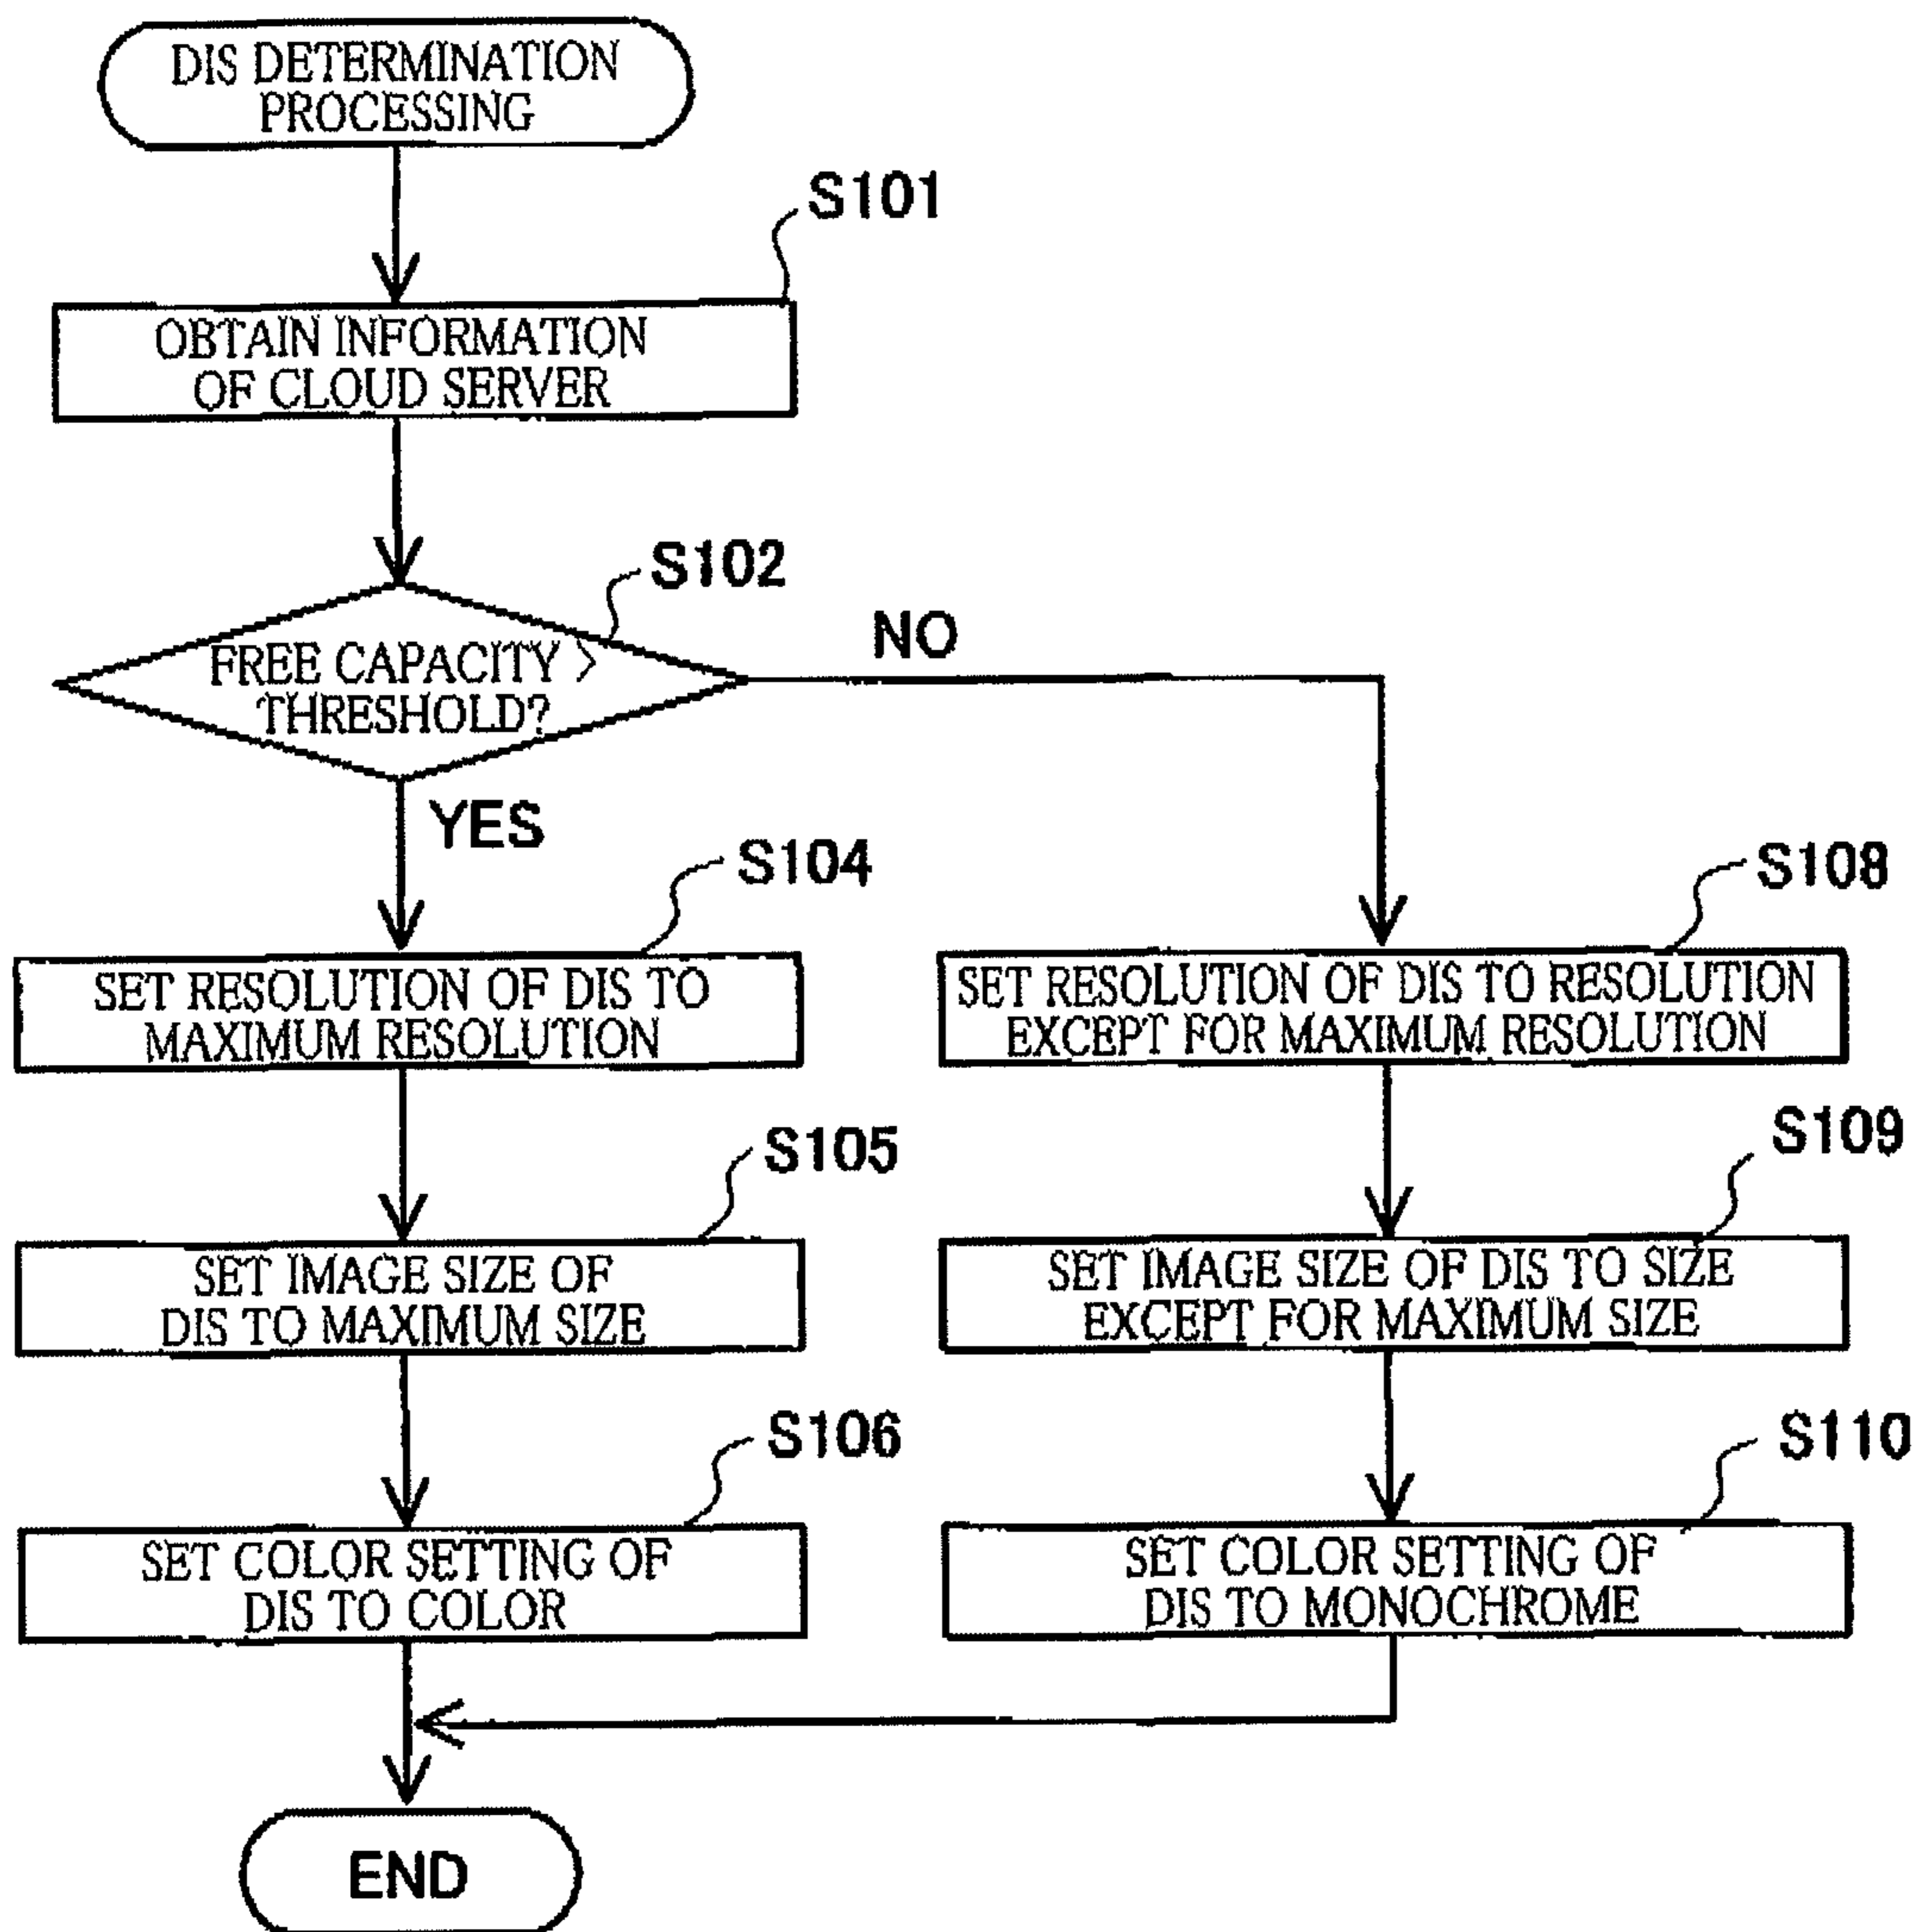 DIS DETERMINATION
PROCESSING
S101
OBTAIN INFORMATION
OF CLOUD SERVER
S102
FREE CAPACITY >
THRESHOLD?
NO
YES
S104
SET RESOLUTION OF DIS TO
MAXIMUM RESOLUTION
S108
SET RESOLUTION OF DIS TO RESOLUTION
EXCEPT FOR MAXIMUM RESOLUTION
S105
SET IMAGE SIZE OF
DIS TO MAXIMUM SIZE
S109
SET IMAGE SIZE OF DIS TO SIZE
EXCEPT FOR MAXIMUM SIZE
S106
SET COLOR SETTING OF
DIS TO COLOR
S110
SET COLOR SETTING OF
DIS TO MONOCHROME
END